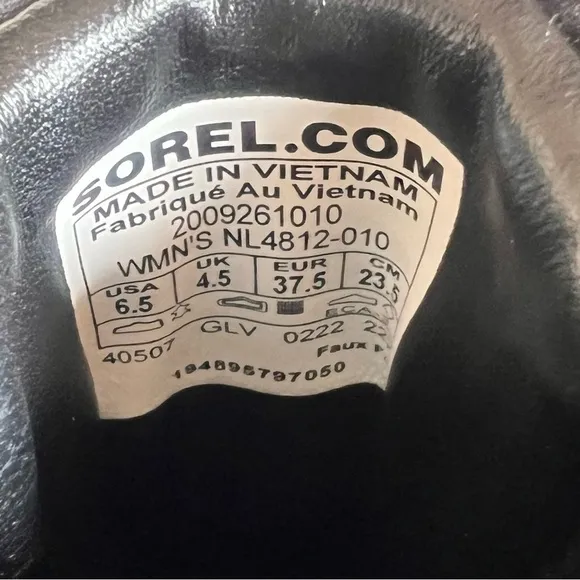 SOREL.COM
MADE IN VIETNAM
Fabriqué Au Vietnam
2009261010
WMN'S NL4812-010
USA UK EUR CM
6.5 4.5 37.5 23.5
40507 GLV 0222
Faux
194895797050